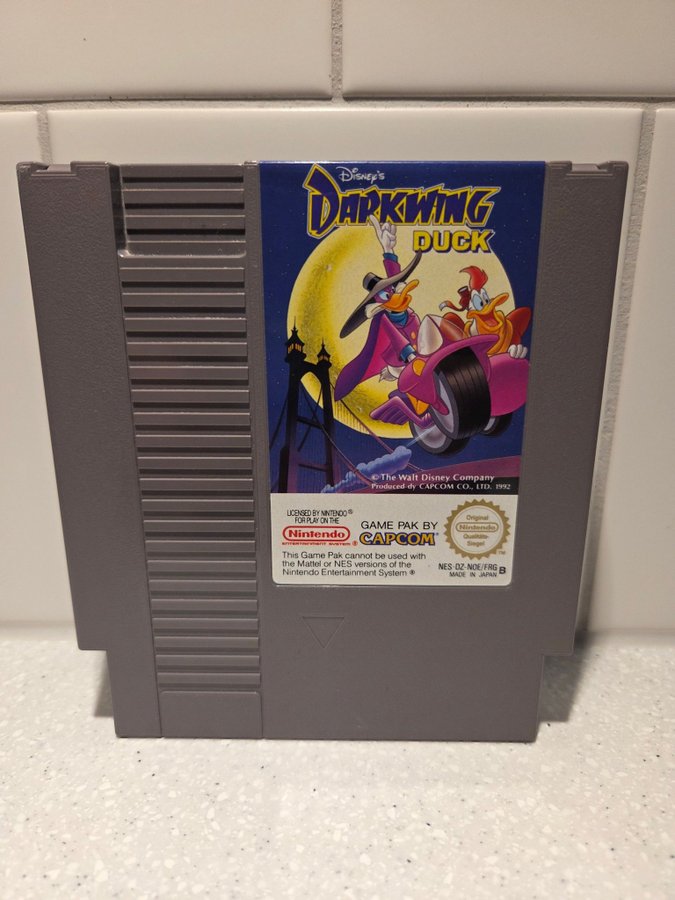 Disney's
DARKWING
DUCK
© The Walt Disney Company
Produced by CAPCOM CO., LTD. 1992
LICENSED BY NINTENDO®
FOR PLAY ON THE
Nintendo
ENTERTAINMENT SYSTEM ®
GAME PAK BY
CAPCOM
This Game Pak cannot be used with
the Mattel or NES versions of the
Nintendo Entertainment System ®
Original
Nintendo
Qualitäts-
Siegel
TM
NES-DZ-NOE/FRG B
MADE IN JAPAN